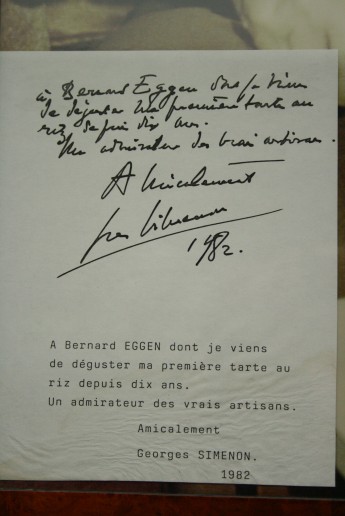 à Bernard Eggen dont je viens
de déguster ma première tarte au
riz depuis dix ans.
Un admirateur des vrais artisans.
Amicalement
Georges Simenon
1982.
A Bernard EGGEN dont je viens
de déguster ma première tarte au
riz depuis dix ans.
Un admirateur des vrais artisans.
Amicalement
Georges SIMENON.
1982